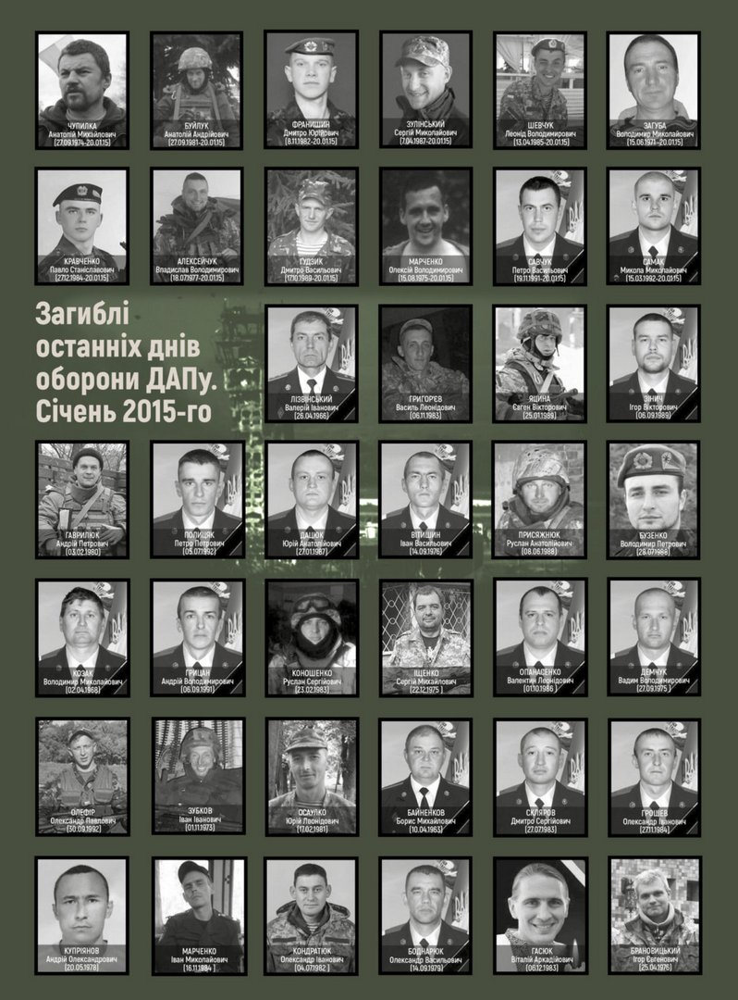 ЧУПИЛКА
Анатолій Михайлович
(27.09.1974-20.01.15)
БУЙЛУК
Анатолій Андрійович
(27.09.1981-20.01.15)
ФРАНИШИН
Дмитро Юрійович
(8.11.1982-20.01.15)
ЗУЛІНСЬКИЙ
Сергій Миколайович
(7.04.1987-20.01.15)
ШЕВЧУК
Леонід Володимирович
(13.04.1985-20.01.15)
ЗАГУБА
Володимир Миколайович
(15.06.1971-20.01.15)
КРАВЧЕНКО
Павло Станіславович
(27.12.1984-20.01.15)
АЛЕКСЕЙЧУК
Владислав Володимирович
(18.07.1977-20.01.15)
ҐУДЗИК
Дмитро Васильович
(17.10.1989-20.01.15)
МАРЧЕНКО
Олексій Володимирович
(15.08.1975-20.01.15)
САВЧУК
Петро Васильович
(19.11.1991-20.01.15)
САМАК
Микола Миколайович
(15.03.1992-20.01.15)
Загиблі
останніх днів
оборони ДАПу.
Січень 2015-го
ЛІЗВІНСЬКИЙ
Валерій Іванович
(26.04.1966)
ГРИГОР'ЄВ
Василь Леонідович
(06.11.1983)
ЯЦИНА
Євген Вікторович
(25.01.1989)
ЗІНИЧ
Ігор Вікторович
(06.09.1989)
ГАВРИЛЮК
Андрій Петрович
(3.02.1980)
ПОЛІЦЯК
Петро Петрович
(05.07.1992)
ДАЦЮК
Юрій Анатолійович
(27.01.1987)
ВІТИШИН
Іван Васильович
(14.09.1976)
ПРИСЯЖНЮК
Руслан Анатолійович
(08.06.1988)
БУЗЕНКО
Володимир Петрович
(28.07.1988)
КОЗАК
Володимир Миколайович
(02.04.1968)
ГРИЦАН
Андрій Володимирович
(06.09.1991)
КОНОШЕНКО
Руслан Сергійович
(23.02.1983)
ІЩЕНКО
Сергій Михайлович
(22.12.1975 )
ОПАНАСЕНКО
Валентин Леонідович
(01.10.1986 )
ДЕМЧУК
Вадим Володимирович
(27.09.1975 )
ОЛЕФІР
Олександр Павлович
(30.09.1992)
ЗУБКОВ
Іван Іванович
(01.11.1973)
ОСАУЛКО
Юрій Леонідович
(17.02.1981)
БАЙНЕНКОВ
Борис Михайлович
(10.04.1963)
СКЛЯРОВ
Дмитро Сергійович
(27.07.1983)
ГРОШЕВ
Олександр Іванович
(27.11.1984)
КУПРІЯНОВ
Андрій Олександрович
(20.05.1978)
МАРЧЕНКО
Іван Миколайович
(16.11.1984 )
КОНДРАТЮК
Олександр Іванович
(04.07.1982 )
БОДНАРЮК
Олександр Васильович
(14.09.1979)
ГАСЮК
Віталій Аркадійович
(06.12.1983)
БРАНОВИЦЬКИЙ
Ігор Євгенович
(25.04.1976)